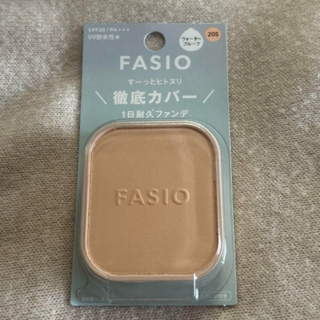 SPF30/PA+++
UV耐水性★
ウォーター
プルーフ
205
FASIO
すーっとヒトヌリ
徹底カバー
1日耐久ファンデ
FASIO